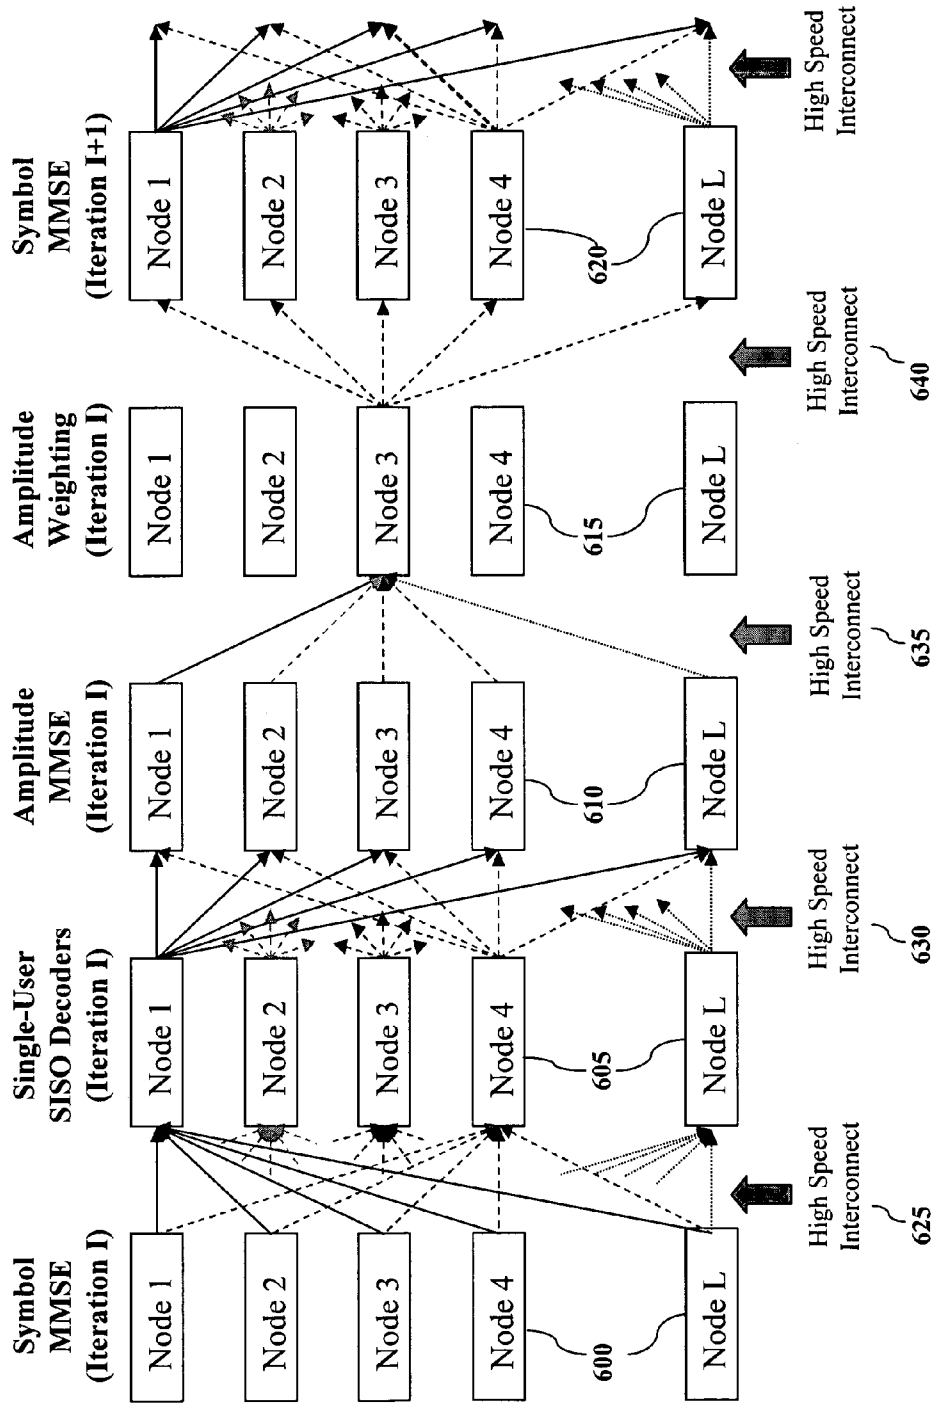 Symbol
MMSE
(Iteration I)
Single-User
SISO Decoders
(Iteration I)
Amplitude
MMSE
(Iteration I)
Amplitude
Weighting
(Iteration I)
Symbol
MMSE
(Iteration I+1)
Node 1
Node 1
Node 1
Node 1
Node 1
Node 2
Node 2
Node 2
Node 2
Node 2
Node 3
Node 3
Node 3
Node 3
Node 3
Node 4
Node 4
Node 4
Node 4
Node 4
600
605
610
615
620
Node L
Node L
Node L
Node L
Node L
High Speed
Interconnect
625
High Speed
Interconnect
630
High Speed
Interconnect
635
High Speed
Interconnect
640
High Speed
Interconnect